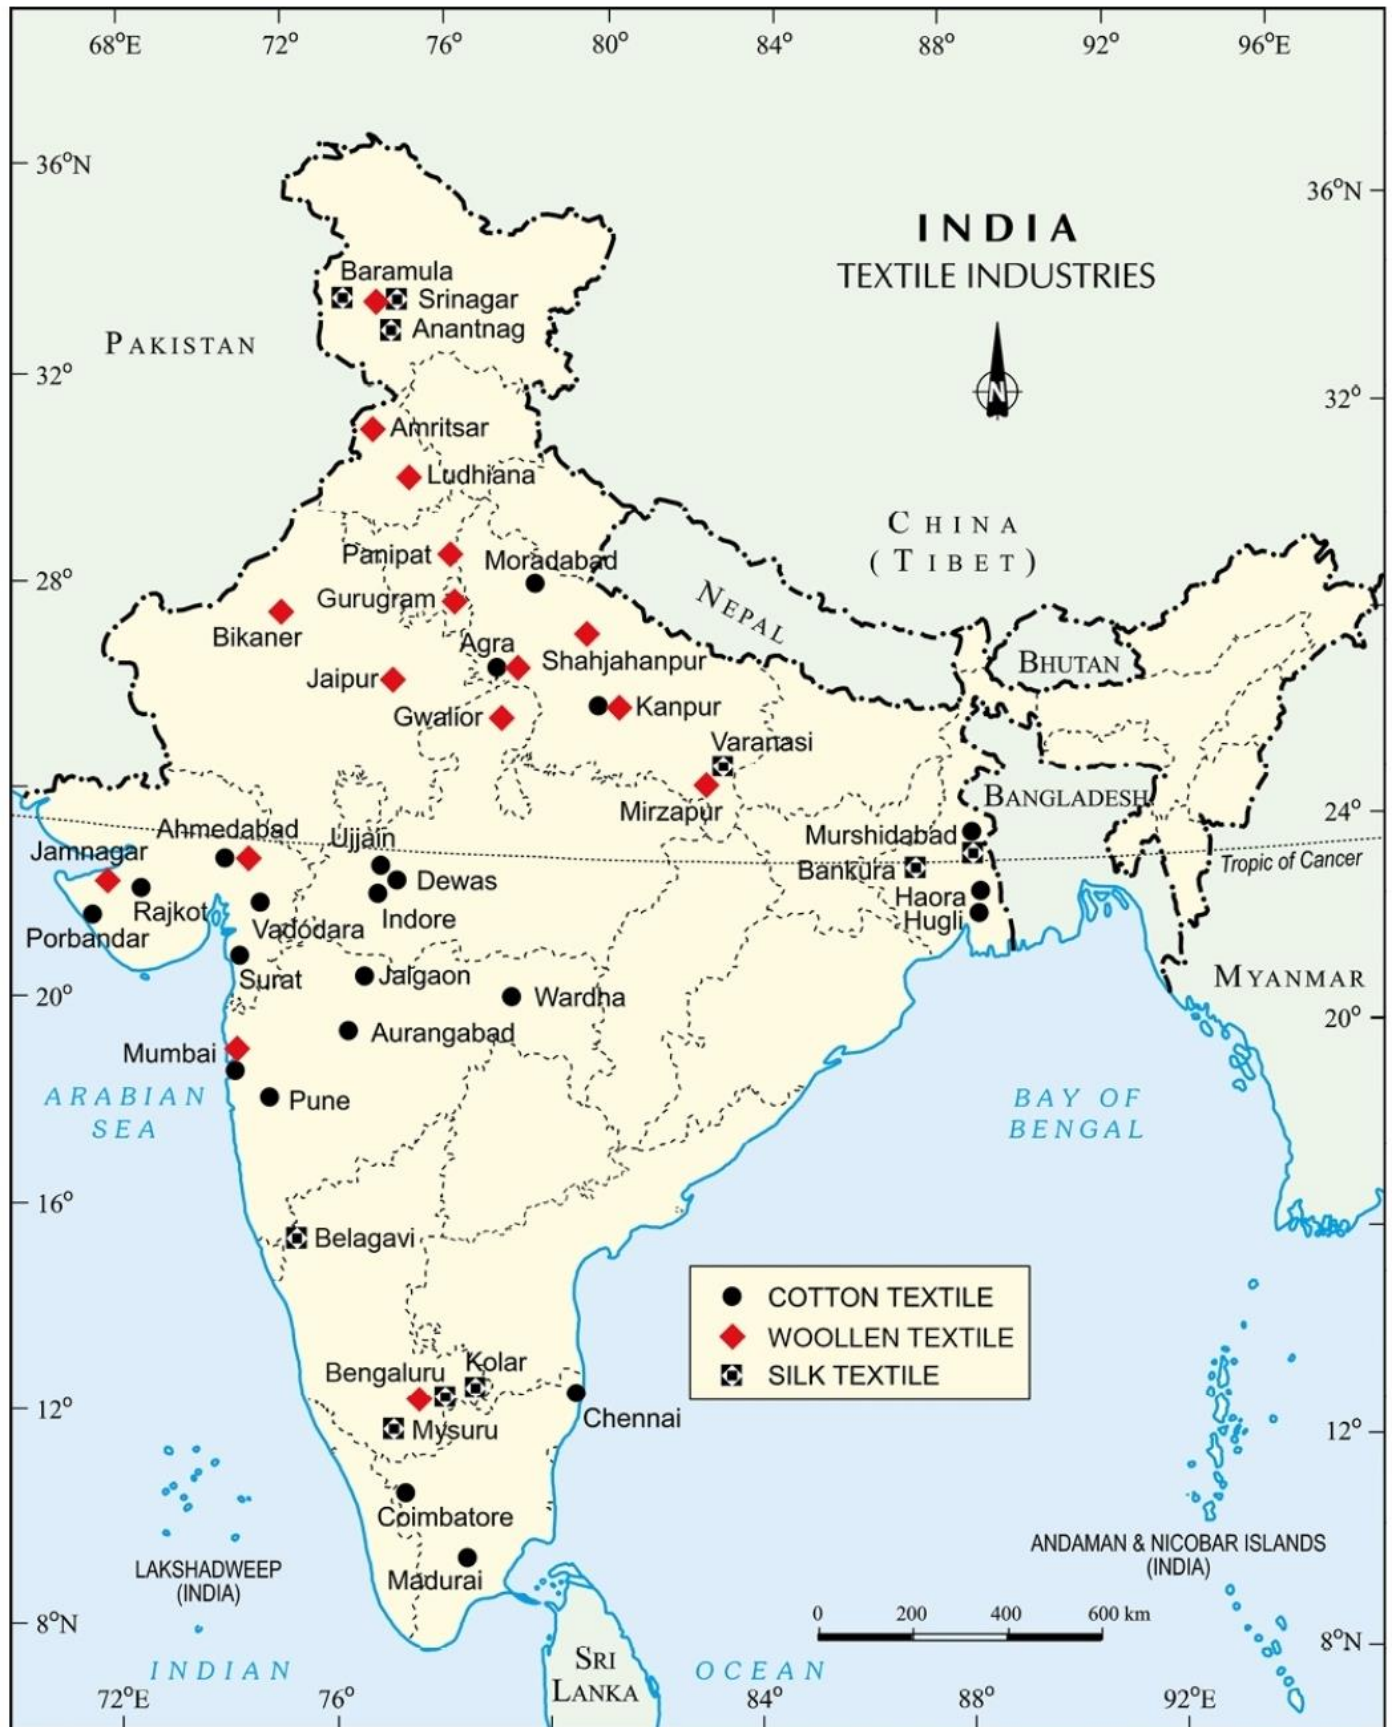 68°E 72° 76° 80° 84° 88° 92° 96°E
36°N
36°N
INDIA
TEXTILE INDUSTRIES
Baramula
Srinagar
Anantnag
PAKISTAN
32°
N
32°
Amritsar
Ludhiana
CHINA
(TIBET)
Panipat
Moradabad
28°
Gurugram
NEPAL
Bikaner
Agra
Shahjahanpur
BHUTAN
Jaipur
Gwalior
Kanpur
Varanasi
BANGLADESH
Mirzapur
24°
Ahmedabad
Ujjain
Murshidabad
Jamnagar
Tropic of Cancer
Bankura
Dewas
Haora
Rajkot
Indore
Hugli
Vadodara
Porbandar
Surat
Jalgaon
MYANMAR
20°
Wardha
20°
Aurangabad
Mumbai
ARABIAN
SEA
Pune
BAY OF
BENGAL
16°
Belagavi
COTTON TEXTILE
WOOLLEN TEXTILE
SILK TEXTILE
Bengaluru
Kolar
12°
Chennai
Mysuru
12°
Coimbatore
ANDAMAN & NICOBAR ISLANDS
(INDIA)
LAKSHADWEEP
(INDIA)
Madurai
0 200 400 600 km
8°N
8°N
SRI
LANKA
INDIAN OCEAN
72°E 76° 84° 88° 92°E